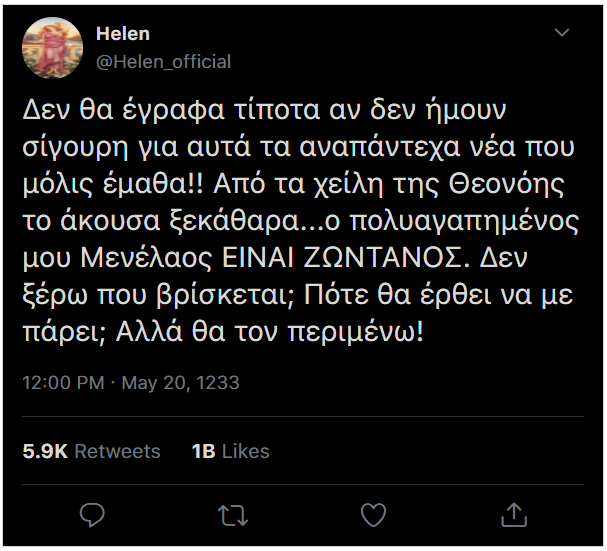 Helen
@Helen_official
Δεν θα έγραφα τίποτα αν δεν ήμουν
σίγουρη για αυτά τα αναπάντεχα νέα που
μόλις έμαθα!! Από τα χείλη της Θεονόης
το άκουσα ξεκάθαρα...ο πολυαγαπημένος
μου Μενέλαος ΕΙΝΑΙ ΖΩΝΤΑΝΟΣ. Δεν
ξέρω που βρίσκεται; Πότε θα έρθει να με
πάρει; Αλλά θα τον περιμένω!
12:00 PM · May 20, 1233
5.9K Retweets 1B Likes